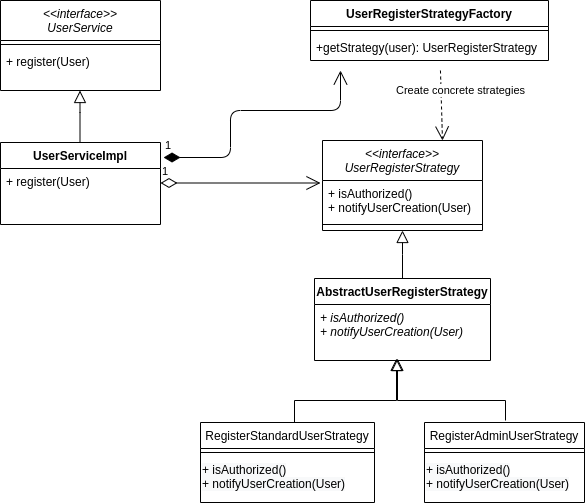 <<interface>>
UserService
+ register(User)
UserRegisterStrategyFactory
+getStrategy(user): UserRegisterStrategy
Create concrete strategies
UserServiceImpl
+ register(User)
1
1
<<interface>>
UserRegisterStrategy
+ isAuthorized()
+ notifyUserCreation(User)
AbstractUserRegisterStrategy
+ isAuthorized()
+ notifyUserCreation(User)
RegisterStandardUserStrategy
+ isAuthorized()
+ notifyUserCreation(User)
RegisterAdminUserStrategy
+ isAuthorized()
+ notifyUserCreation(User)